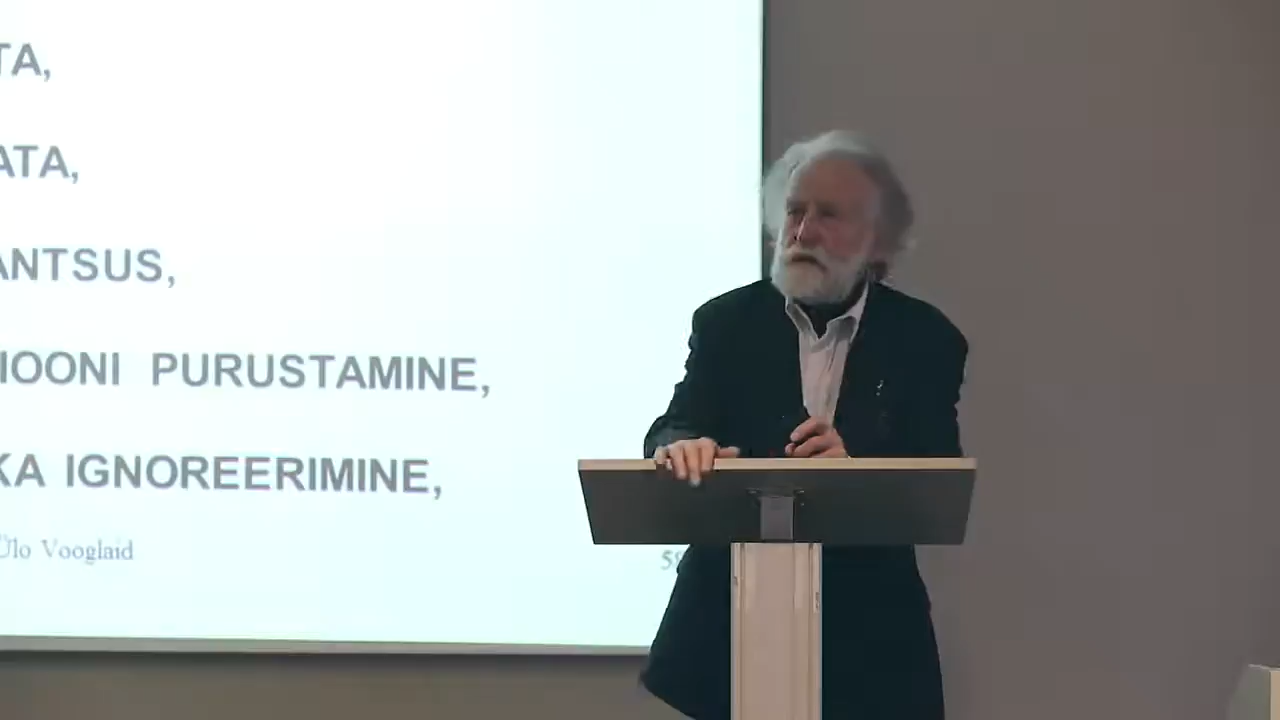 TA,
ATA,
ANTSUS,
IOONI PURUSTAMINE,
KA IGNOREERIMINE,
Ülo Vooglaid